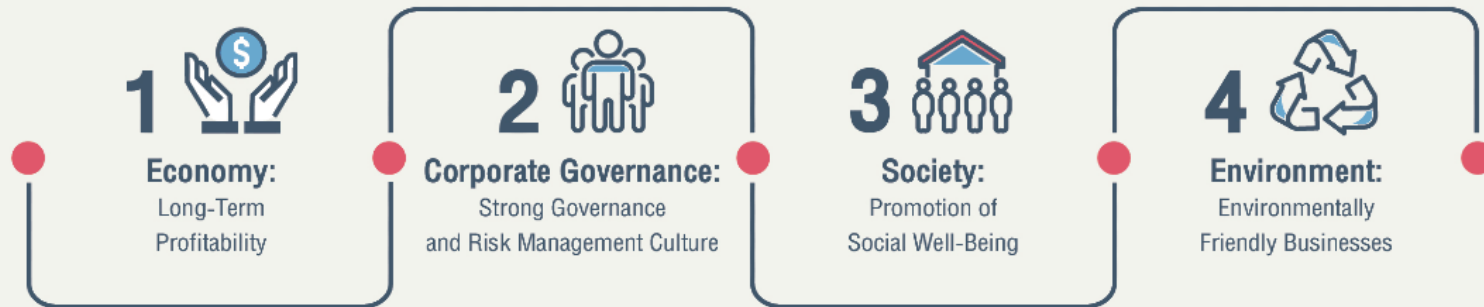 1
Economy:
Long-Term
Profitability
2
Corporate Governance:
Strong Governance
and Risk Management Culture
3
Society:
Promotion of
Social Well-Being
4
Environment:
Environmentally
Friendly Businesses
$